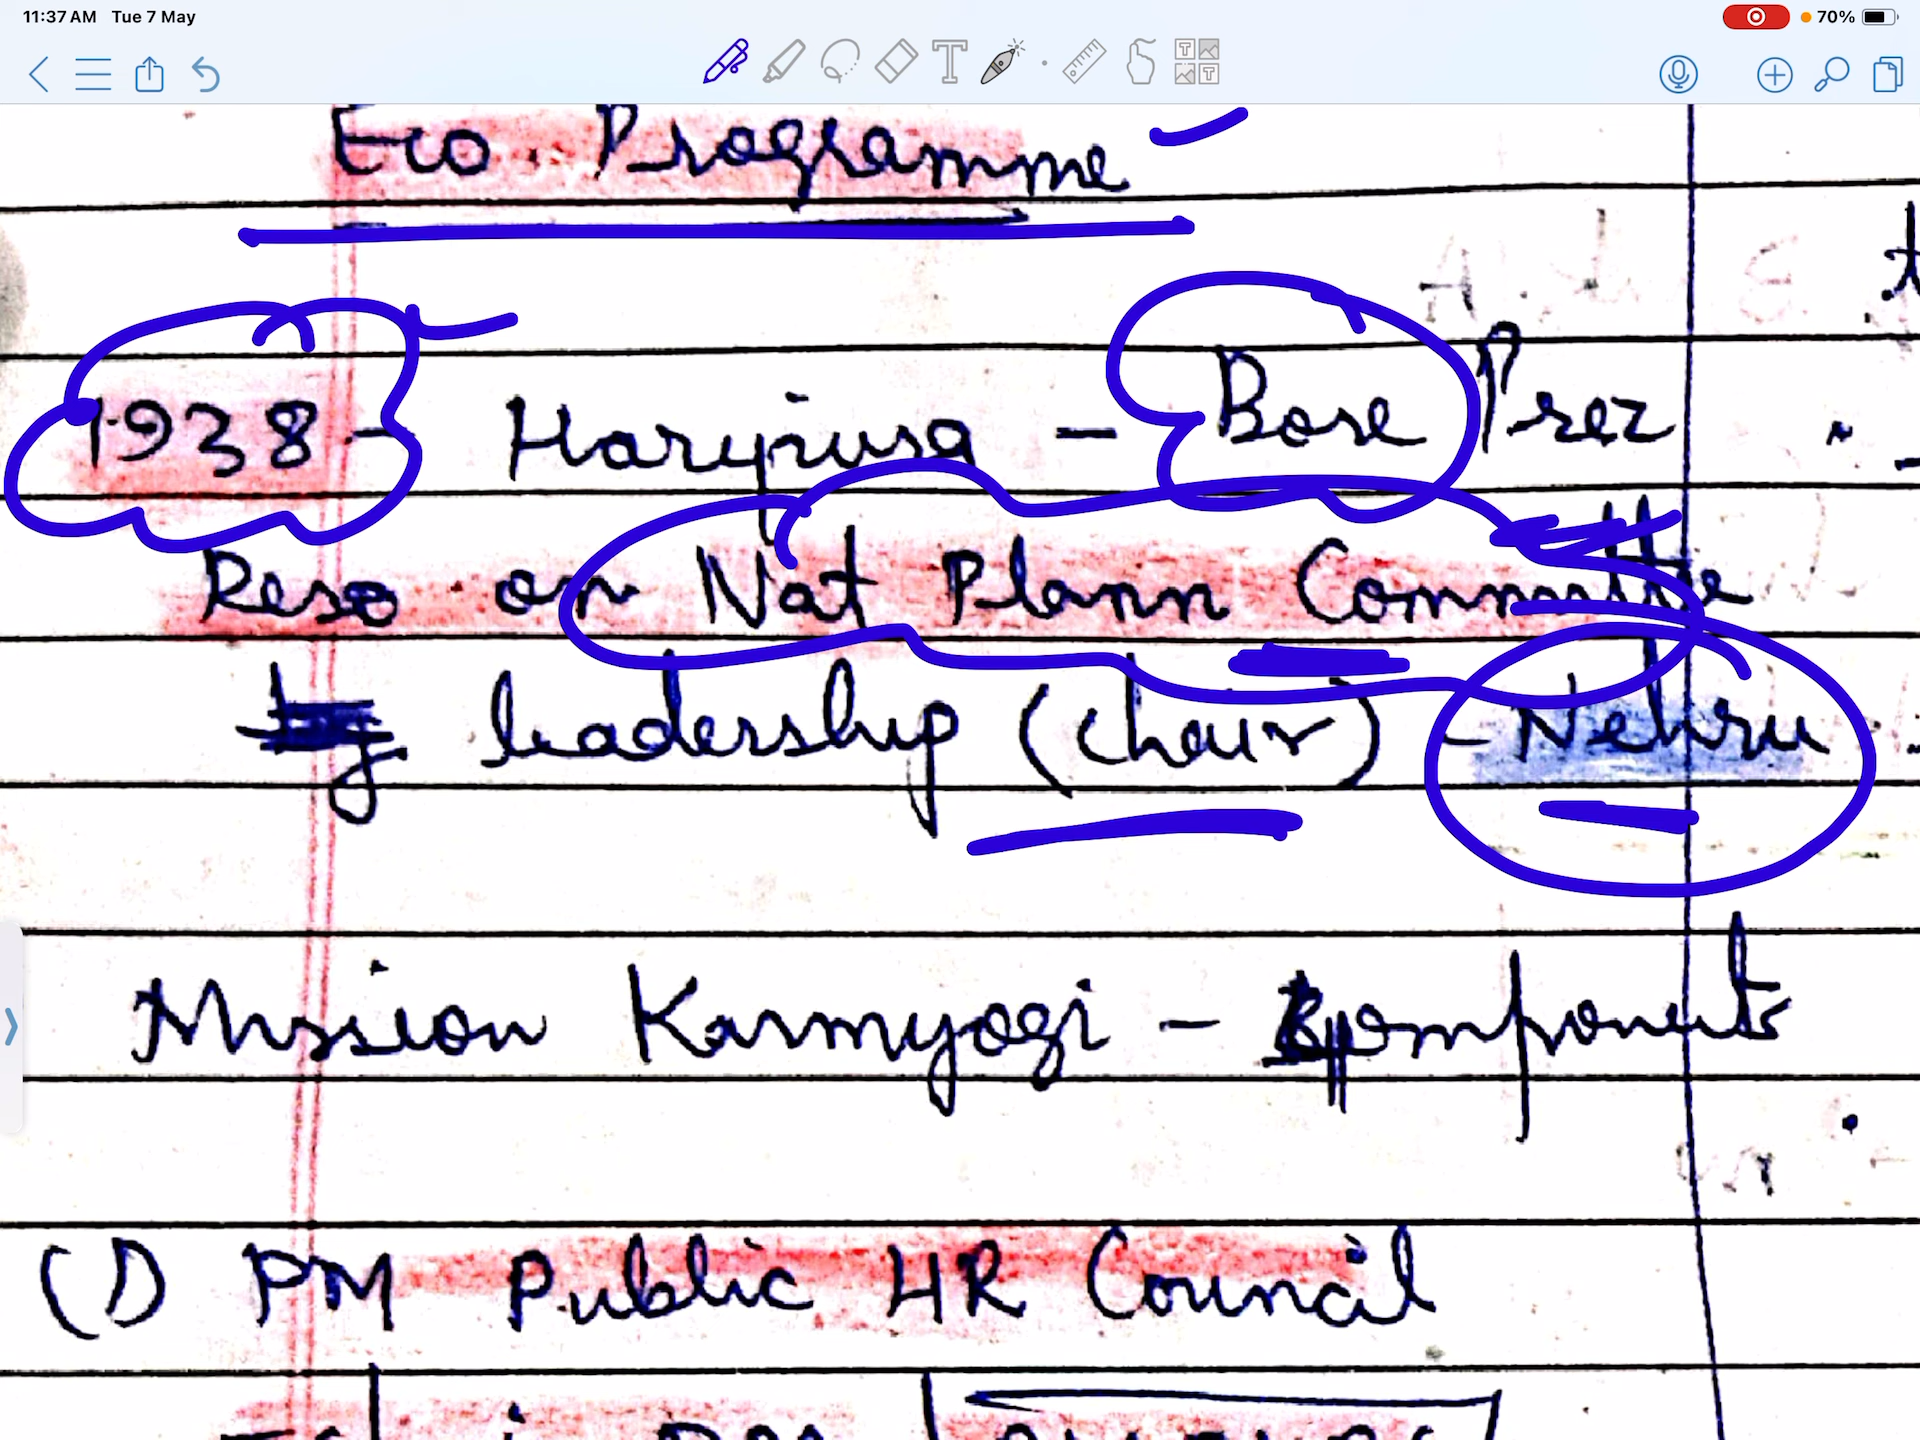 11:37 AM Tue 7 May
70%
Eco. Programme
1938 - Haripura - Bose Prez
Reso on Nat Plann Committe
leadership (chair) - Nehru
Mission Karmyogi - Components
(1) PM Public HR Council